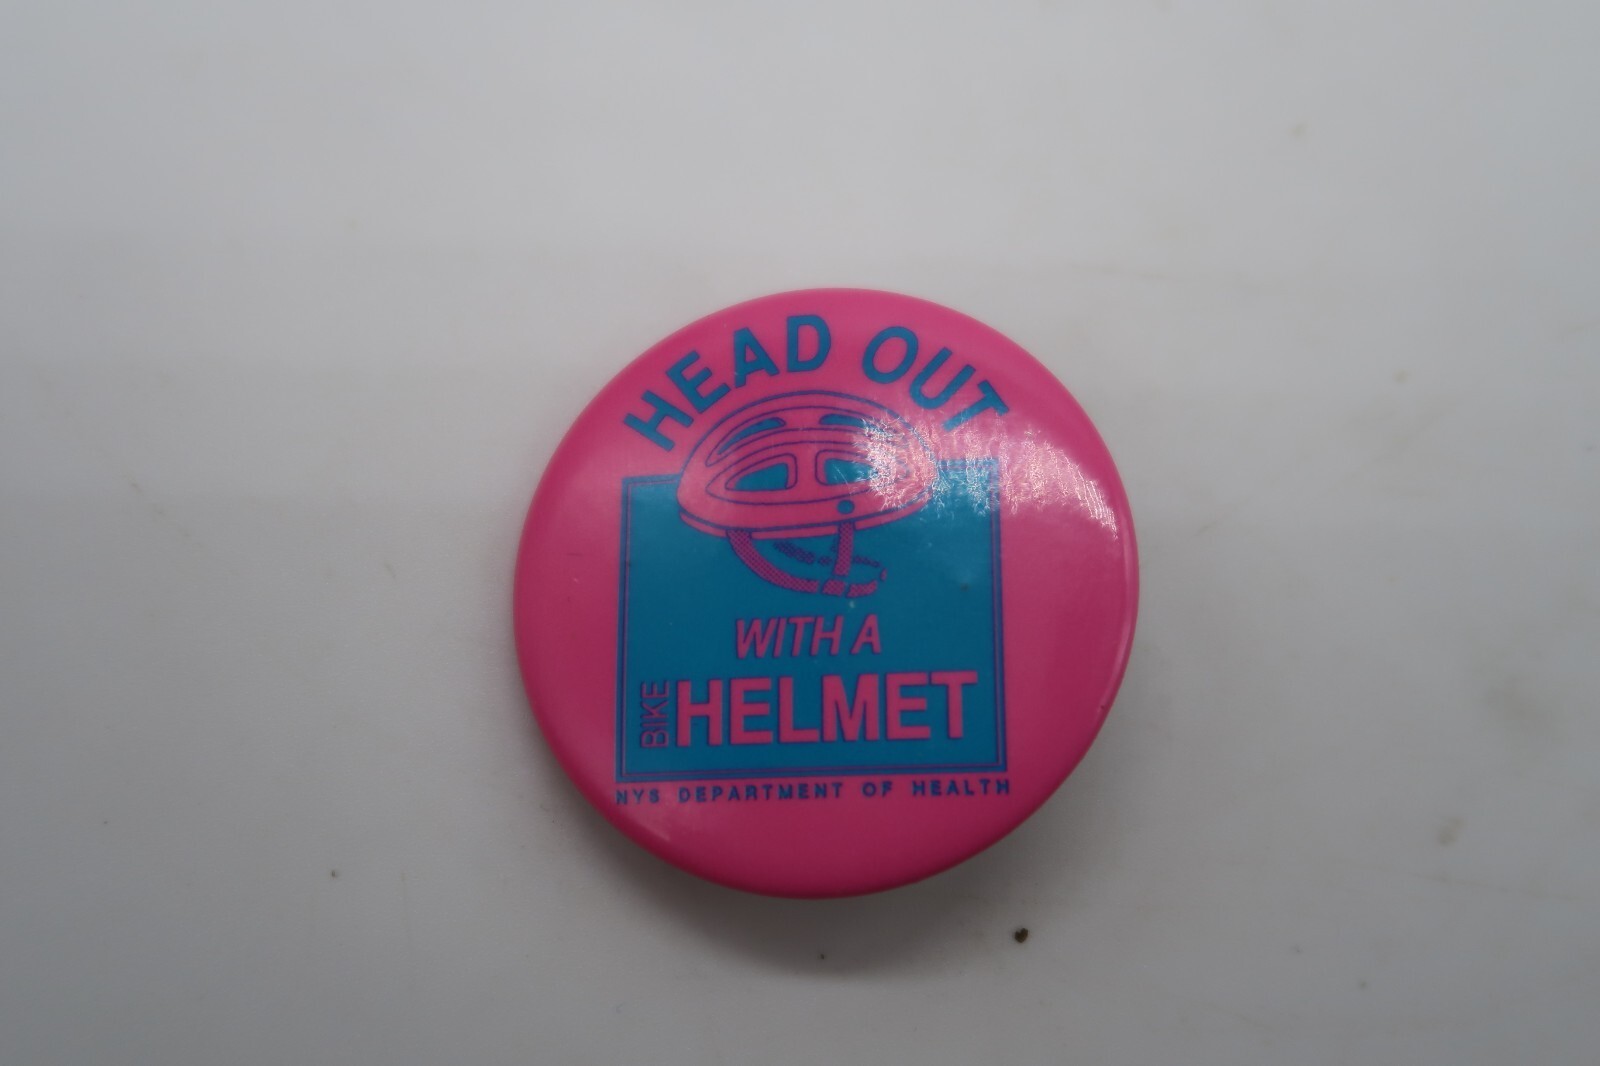 HEAD OUT
WITH A
BIKE HELMET
NYS DEPARTMENT OF HEALTH